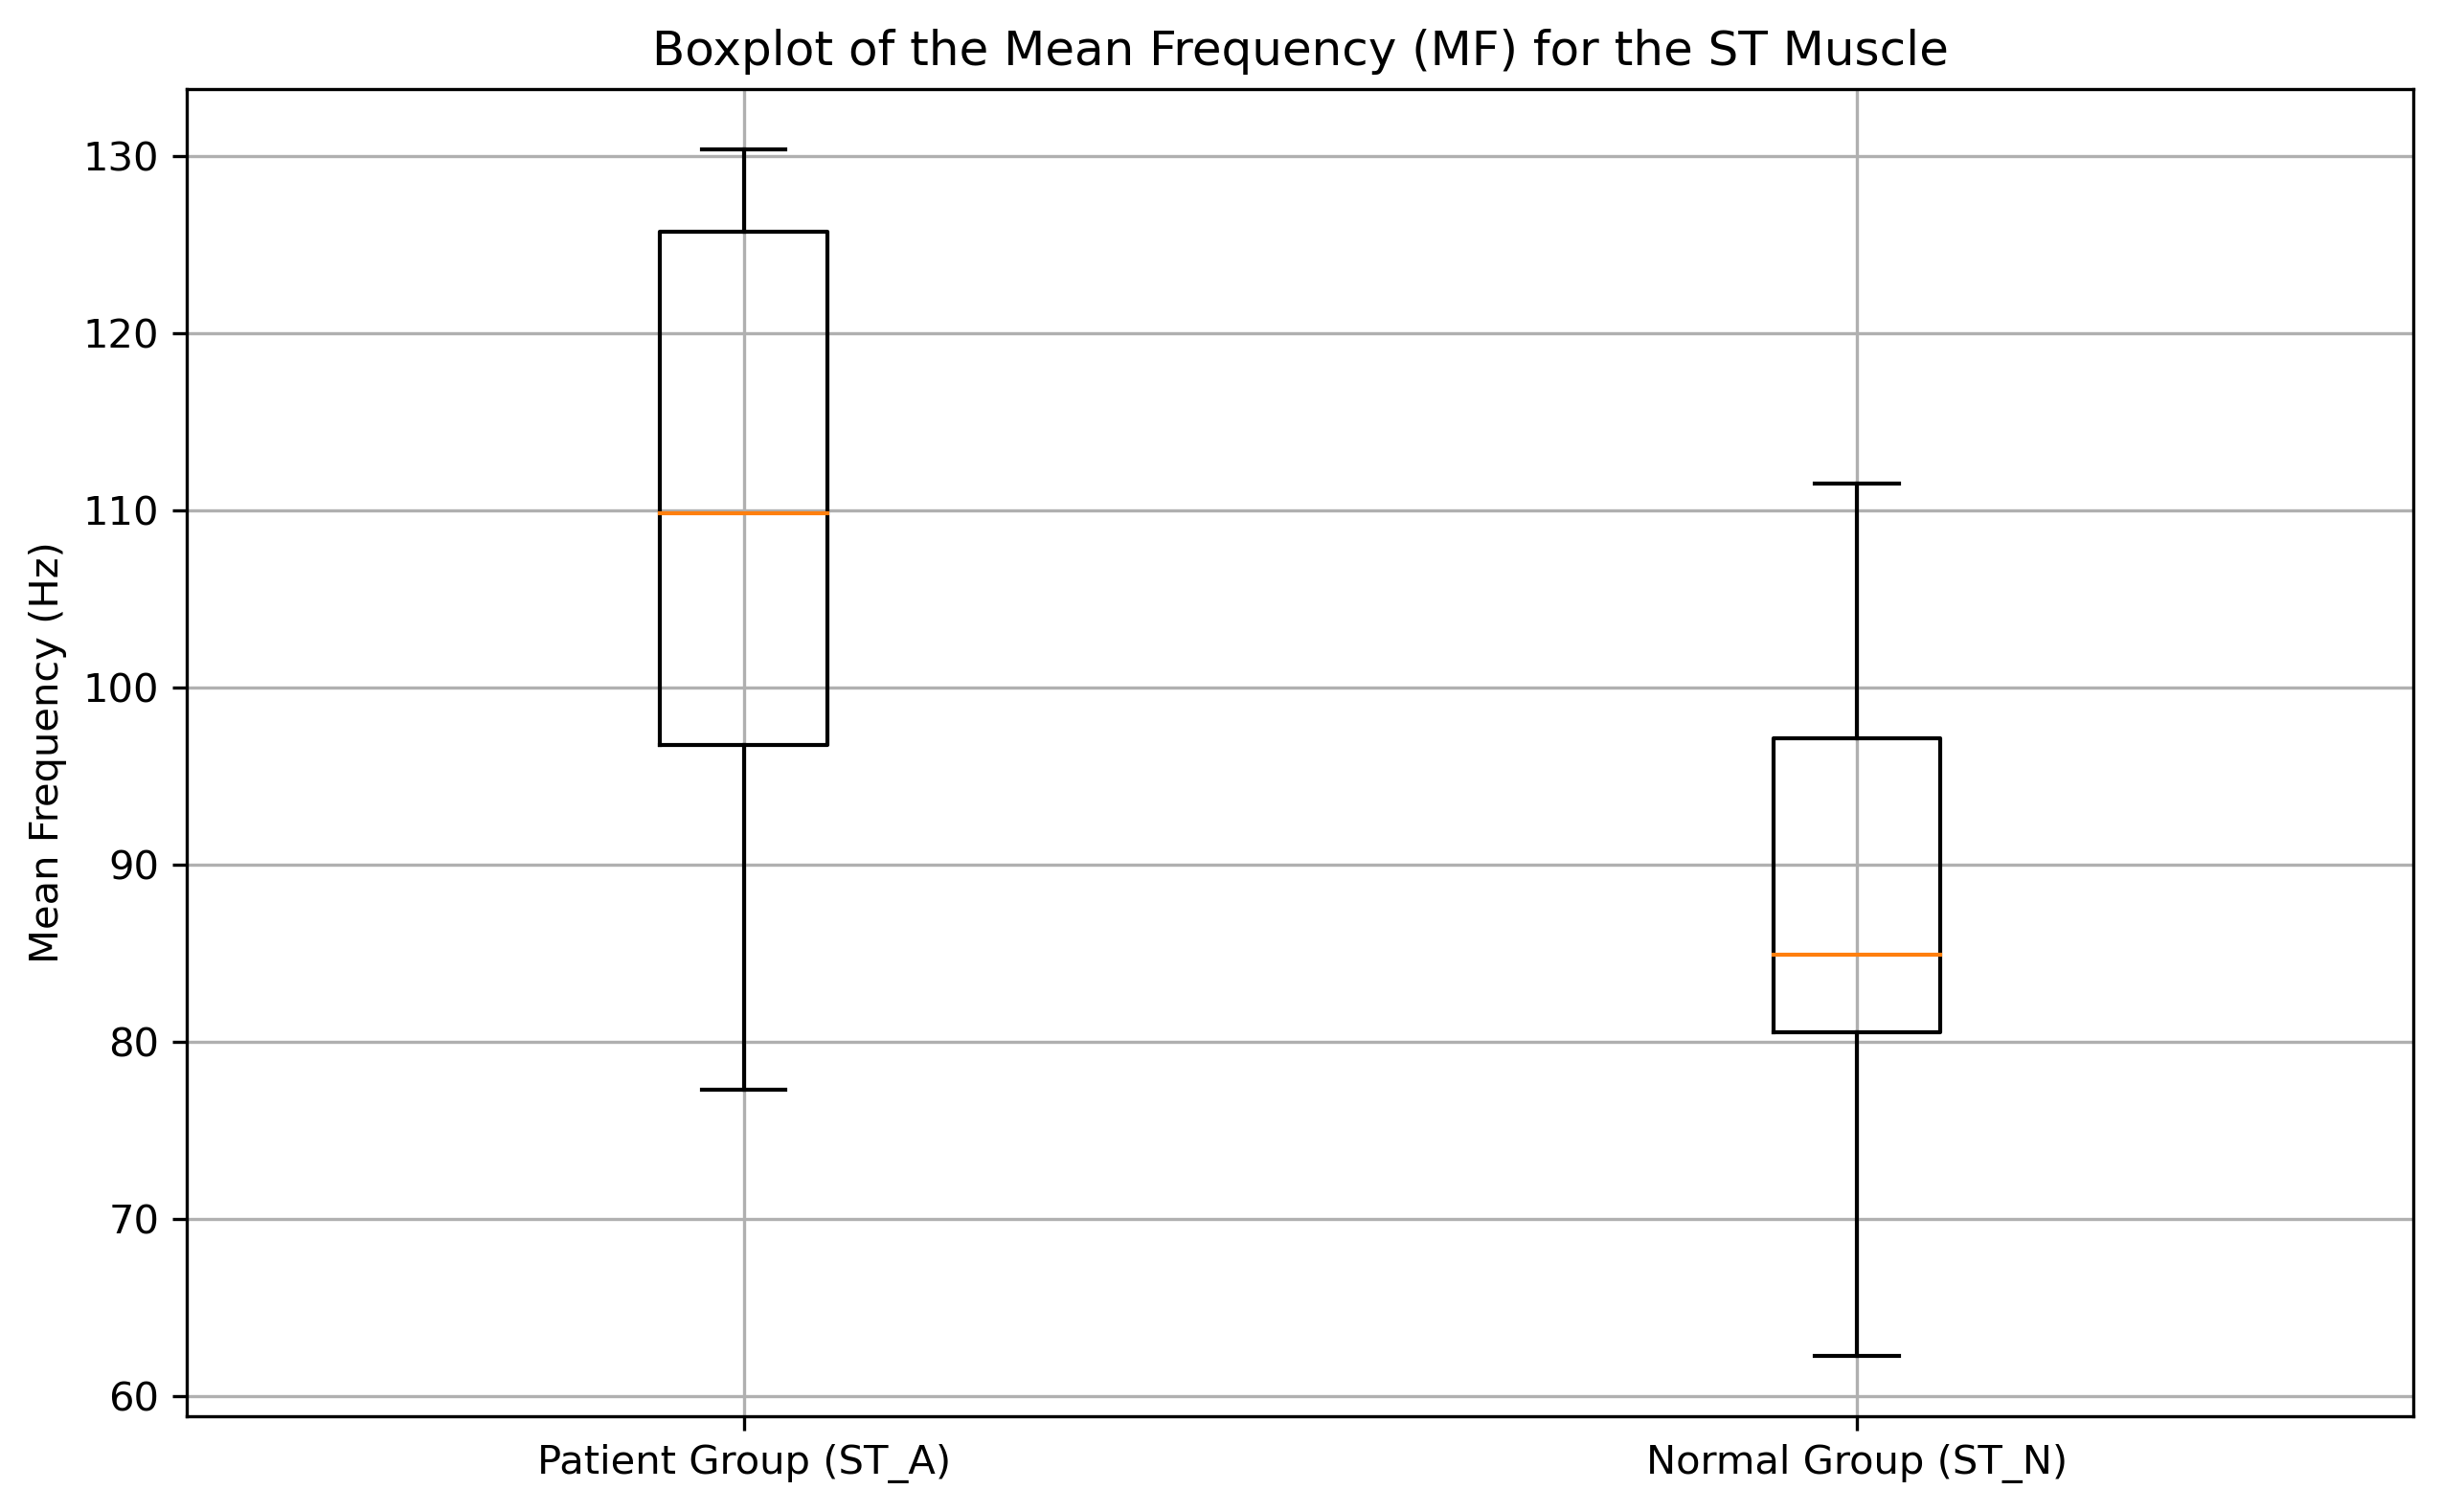 Boxplot of the Mean Frequency (MF) for the ST Muscle
Mean Frequency (Hz)
130
120
110
100
90
80
70
60
Patient Group (ST_A)
Normal Group (ST_N)